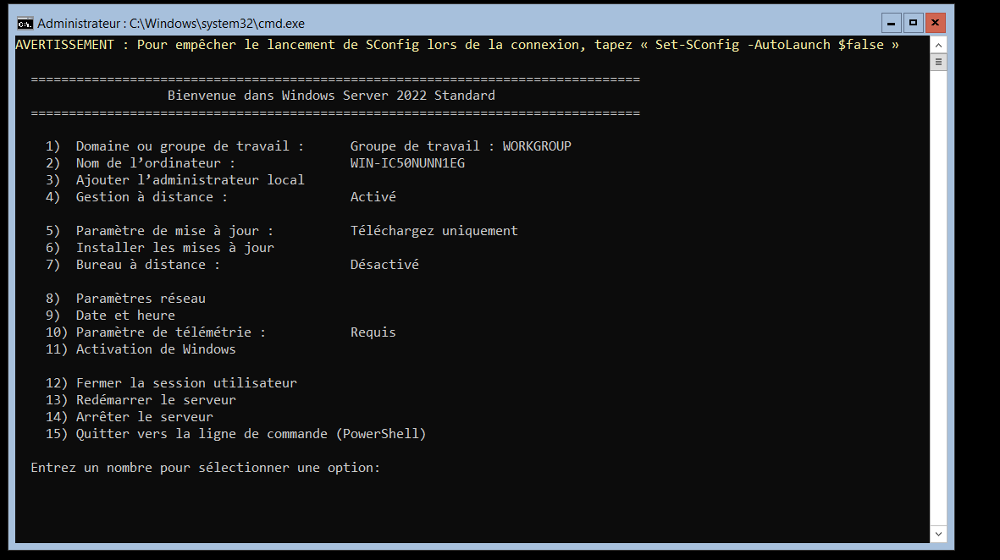 Administrateur : C:\Windows\system32\cmd.exe
AVERTISSEMENT : Pour empêcher le lancement de SConfig lors de la connexion, tapez « Set-SConfig -AutoLaunch $false »
================================================================================
Bienvenue dans Windows Server 2022 Standard
================================================================================
1) Domaine ou groupe de travail : Groupe de travail : WORKGROUP
2) Nom de l’ordinateur : WIN-IC50NUNN1EG
3) Ajouter l’administrateur local
4) Gestion à distance : Activé
5) Paramètre de mise à jour : Téléchargez uniquement
6) Installer les mises à jour
7) Bureau à distance : Désactivé
8) Paramètres réseau
9) Date et heure
10) Paramètre de télémétrie : Requis
11) Activation de Windows
12) Fermer la session utilisateur
13) Redémarrer le serveur
14) Arrêter le serveur
15) Quitter vers la ligne de commande (PowerShell)
Entrez un nombre pour sélectionner une option: